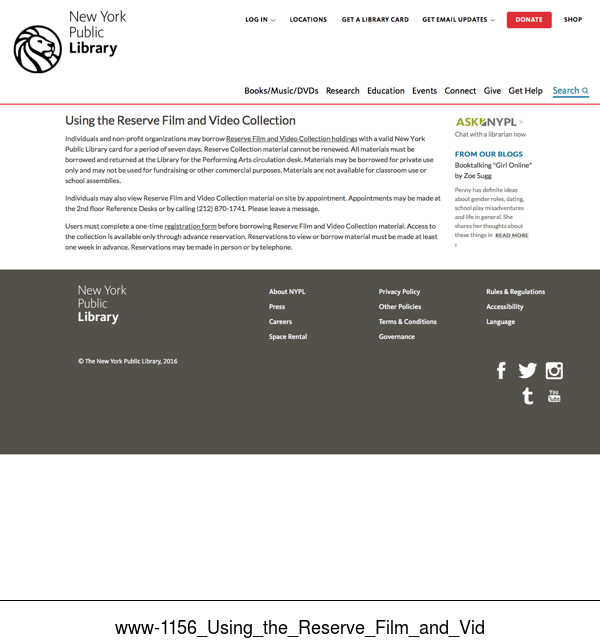 New York
Public
Library
LOG IN
LOCATIONS
GET A LIBRARY CARD
GET EMAIL UPDATES
DONATE
SHOP
Books/Music/DVDs
Research
Education
Events
Connect
Give
Get Help
Search
Using the Reserve Film and Video Collection
Individuals and non-profit organizations may borrow Reserve Film and Video Collection holdings with a valid New York
Public Library card for a period of seven days. Reserve Collection material cannot be renewed. All materials must be
borrowed and returned at the Library for the Performing Arts circulation desk. Materials may be borrowed for private use
only and may not be used for fundraising or other commercial purposes. Materials are not available for classroom use or
school assemblies.
Individuals may also view Reserve Film and Video Collection material on site by appointment. Appointments may be made at
the 2nd floor Reference Desks or by calling (212) 870-1741. Please leave a message.
Users must complete a one-time registration form before borrowing Reserve Film and Video Collection material. Access to
the collection is available only through advance reservation. Reservations to view or borrow material must be made at least
one week in advance. Reservations may be made in person or by telephone.
ASK NYPL >
Chat with a librarian now
FROM OUR BLOGS
Booktalking "Girl Online"
by Zoe Sugg
Penny has definite ideas
about gender roles, dating,
school play misadventures
and life in general. She
shares her thoughts about
these things in READ MORE
New York
Public
Library
About NYPL
Press
Careers
Space Rental
Privacy Policy
Other Policies
Terms & Conditions
Governance
Rules & Regulations
Accessibility
Language
© The New York Public Library, 2016
You
Tube
www-1156_Using_the_Reserve_Film_and_Vid